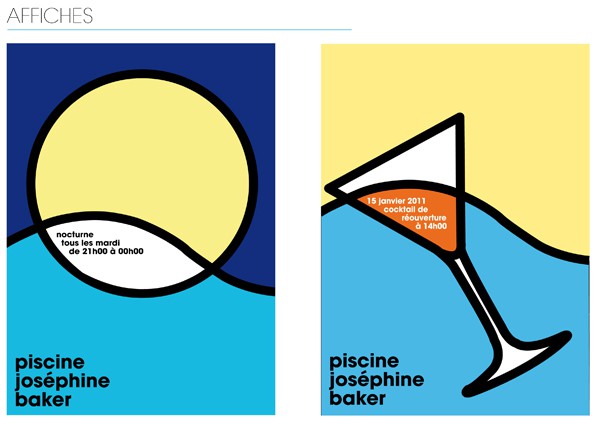 AFFICHES
nocturne
tous les mardi
de 21h00 à 00h00
piscine
joséphine
baker
15 janvier 2011
cocktail de
réouverture
à 14h00
piscine
joséphine
baker